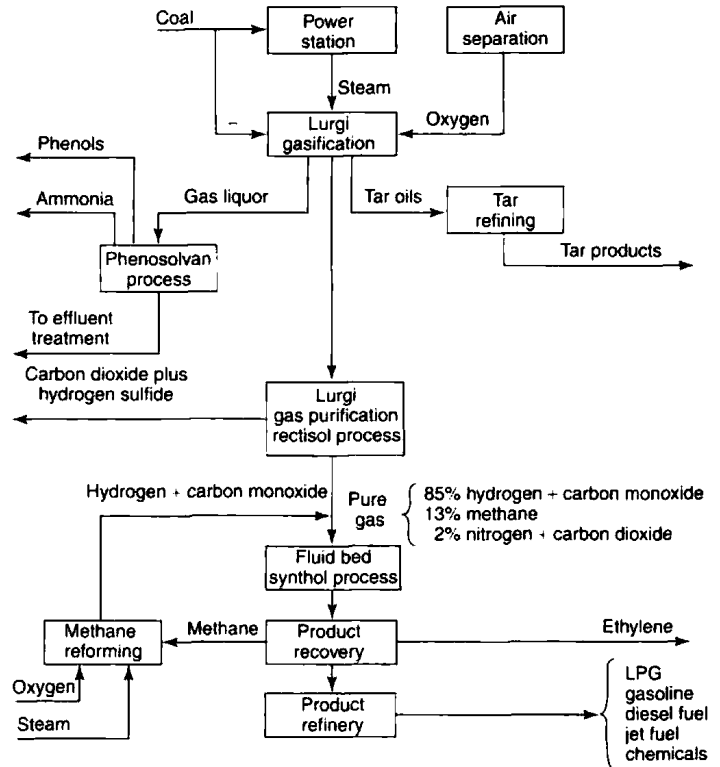 Coal
Power
station
Air
separation
Steam
Oxygen
Lurgi
gasification
Phenols
Ammonia
Gas liquor
Tar oils
Tar
refining
Phenosolvan
process
Tar products
To effluent
treatment
Carbon dioxide plus
hydrogen sulfide
Lurgi
gas purification
rectisol process
Hydrogen + carbon monoxide
Pure
gas
85% hydrogen + carbon monoxide
13% methane
2% nitrogen + carbon dioxide
Fluid bed
synthol process
Methane
reforming
Methane
Product
recovery
Ethylene
Oxygen
Steam
Product
refinery
LPG
gasoline
diesel fuel
jet fuel
chemicals